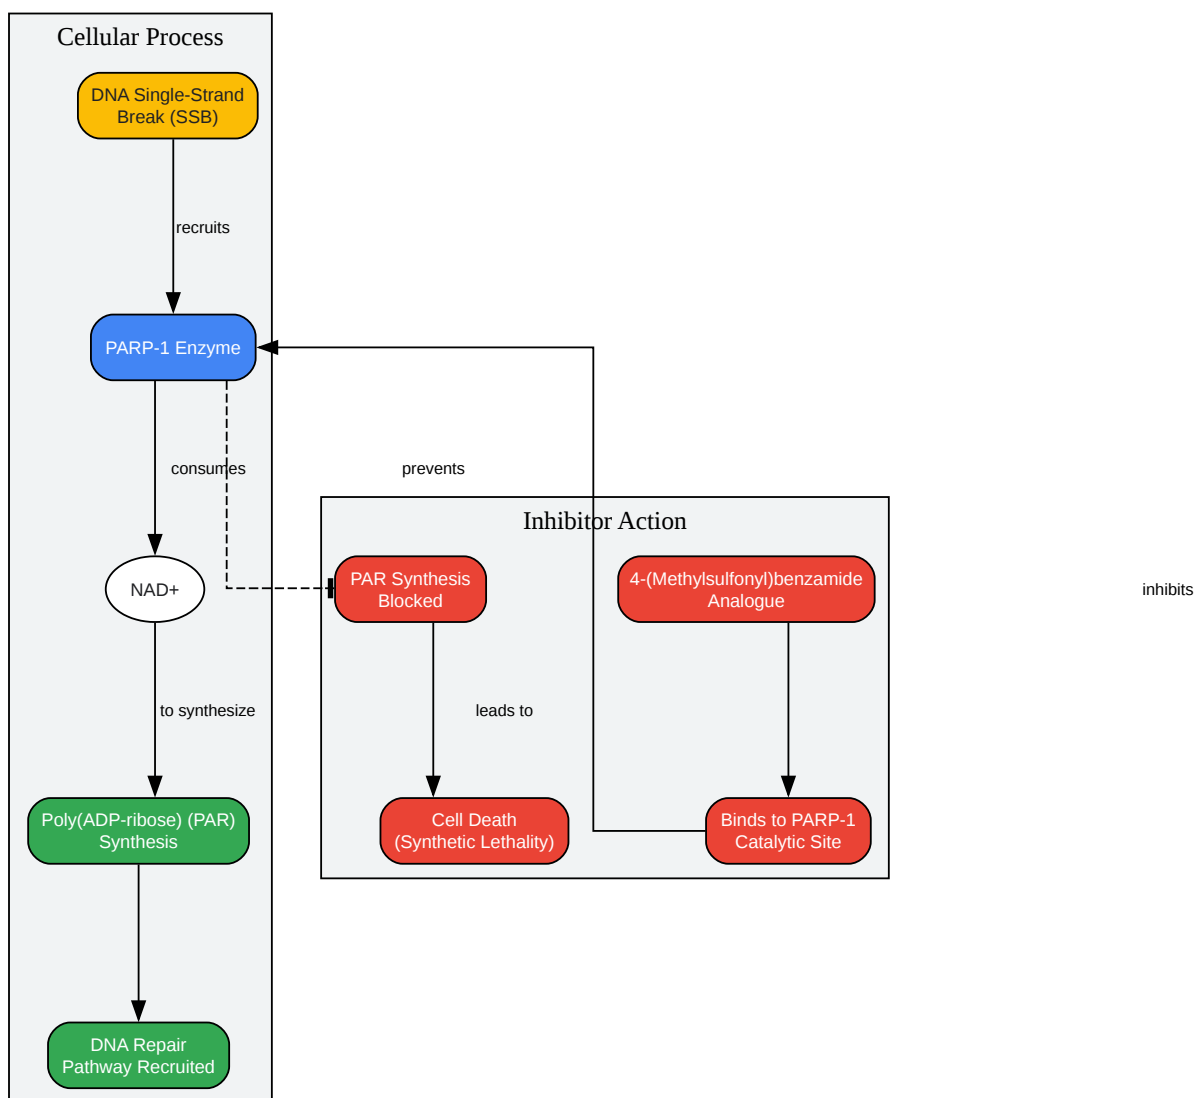 Cellular Process
DNA Single-Strand
Break (SSB)
recruits
PARP-1 Enzyme
consumes
prevents
Inhibitor Action
NAD+
PAR Synthesis
Blocked
4-(Methylsulfonyl)benzamide
Analogue
inhibits
to synthesize
leads to
Poly(ADP-ribose) (PAR)
Synthesis
Cell Death
(Synthetic Lethality)
Binds to PARP-1
Catalytic Site
DNA Repair
Pathway Recruited